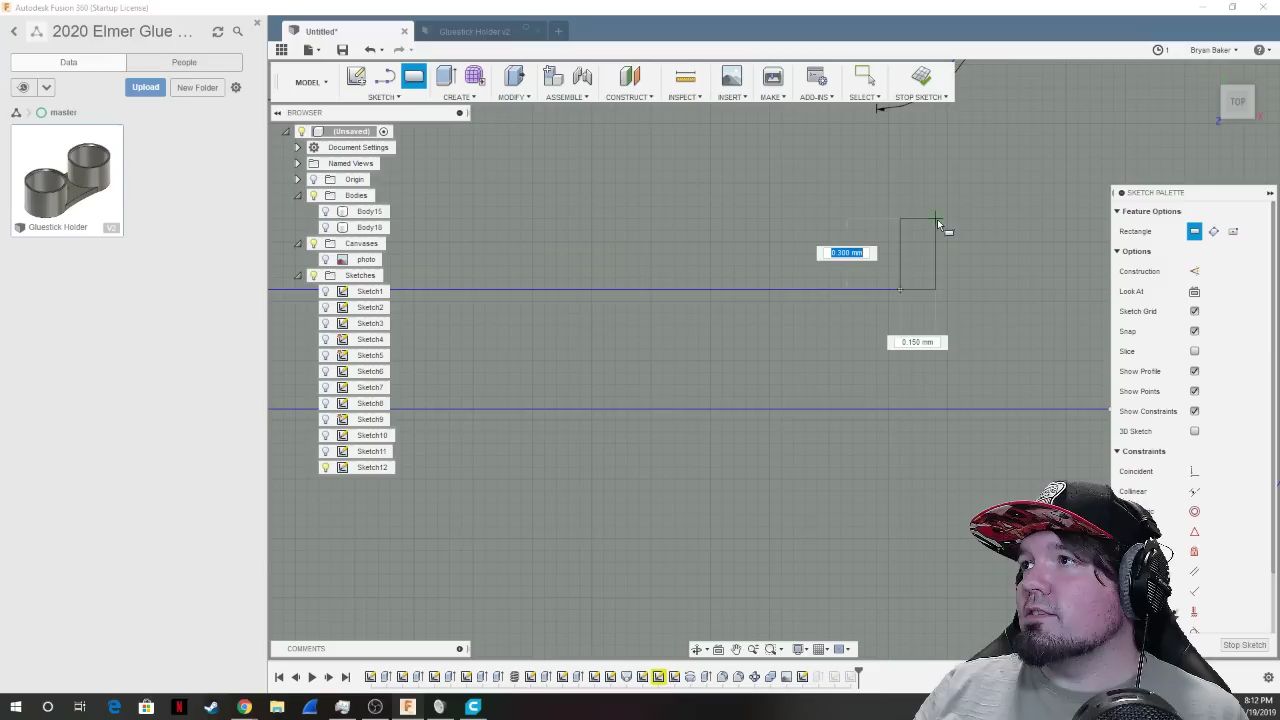 Autodesk Fusion 360 (Startup License)
2020 Elmer Glue ...
Data
People
Upload
New Folder
master
Gluestick Holder
V2
Untitled*
Gluestick Holder v2
1
Bryan Baker
MODEL
SKETCH
CREATE
MODIFY
ASSEMBLE
CONSTRUCT
INSPECT
INSERT
MAKE
ADD-INS
SELECT
STOP SKETCH
TOP
BROWSER
(Unsaved)
Document Settings
Named Views
Origin
Bodies
Body15
Body18
Canvases
photo
Sketches
Sketch1
Sketch2
Sketch3
Sketch4
Sketch5
Sketch6
Sketch7
Sketch8
Sketch9
Sketch10
Sketch11
Sketch12
0.300 mm
0.150 mm
SKETCH PALETTE
Feature Options
Rectangle
Options
Construction
Look At
Sketch Grid
Snap
Slice
Show Profile
Show Points
Show Constraints
3D Sketch
Constraints
Coincident
Collinear
Stop Sketch
COMMENTS
8:12 PM
/19/2019